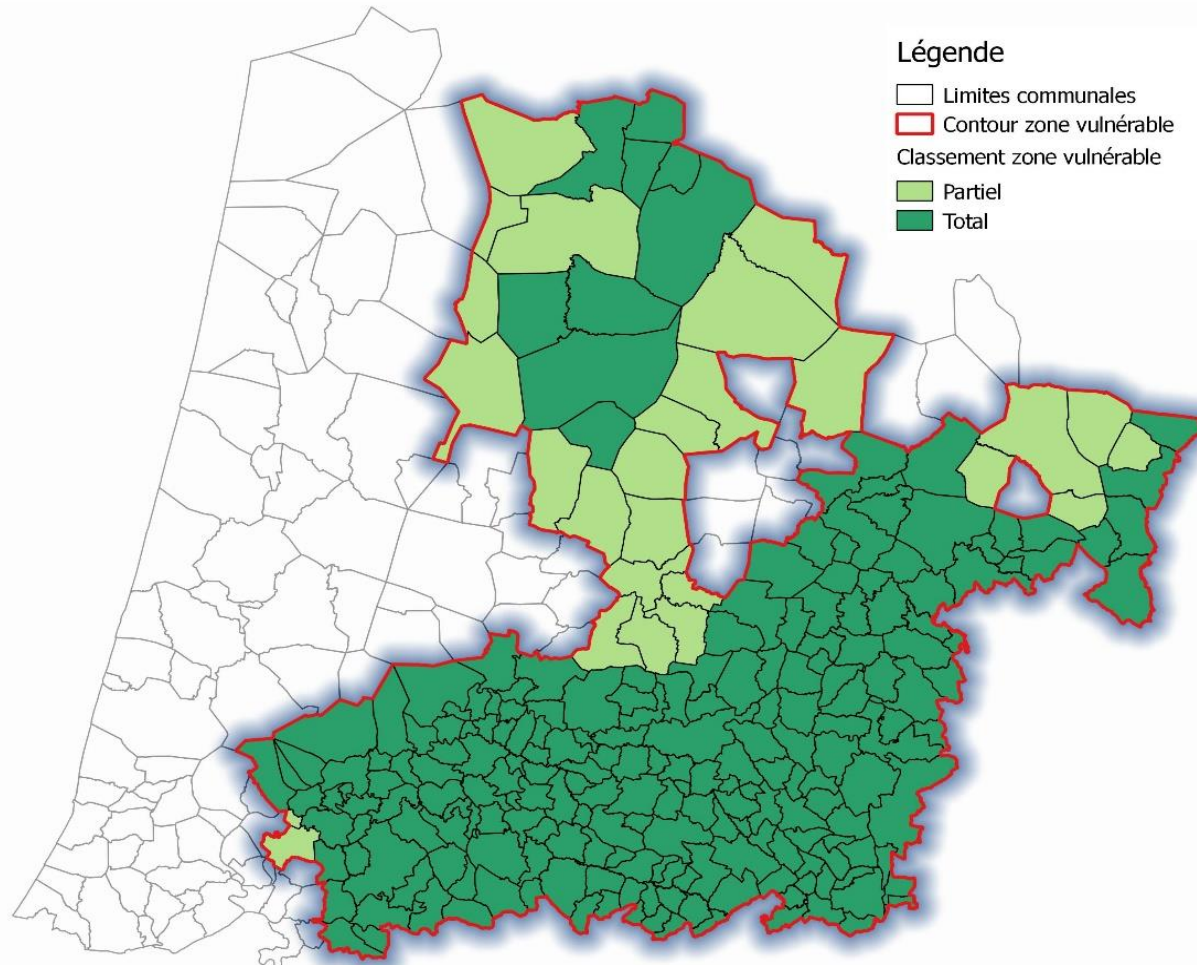 Légende
Limites communales
Contour zone vulnérable
Classement zone vulnérable
Partiel
Total